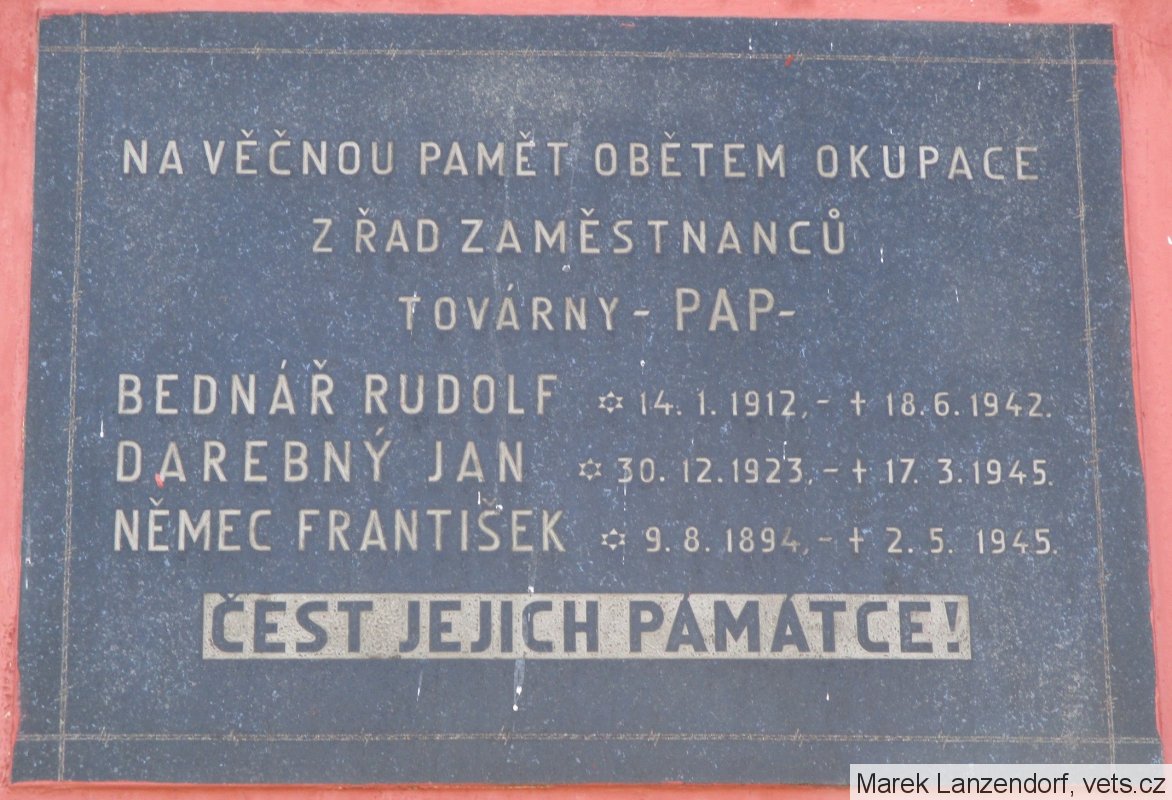 NA VĚČNOU PAMĚT OBĚTEM OKUPACE
Z ŘAD ZAMĚSTNANCŮ
TOVÁRNY - PAP-
BEDNÁŘ RUDOLF ✡ 14. 1. 1912,- ✝ 18. 6. 1942.
DAREBNÝ JAN ✡ 30. 12. 1923,- ✝ 17. 3. 1945.
NĚMEC FRANTIŠEK ✡ 9. 8. 1894,- ✝ 2. 5. 1945.
ČEST JEJICH PÁMÁTCE!
Marek Lanzendorf, vets.cz